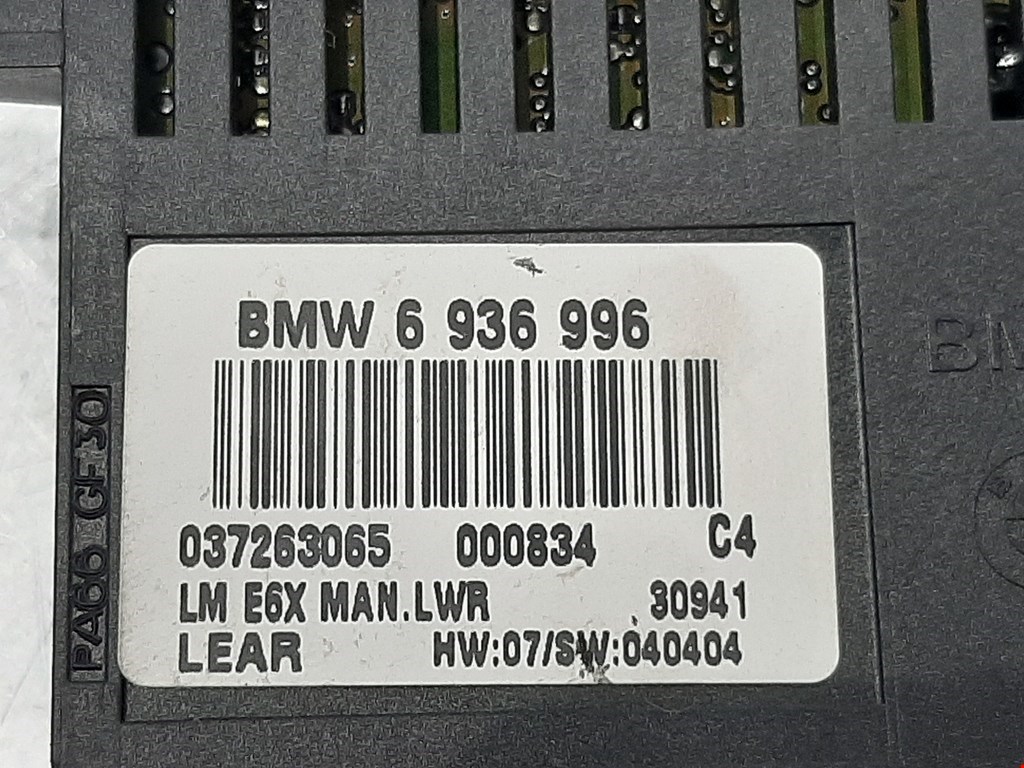 BMW 6 936 996
037263065 000834 C4
LM E6X MAN.LWR 30941
LEAR HW:07/SW:040404
PA66 GF30